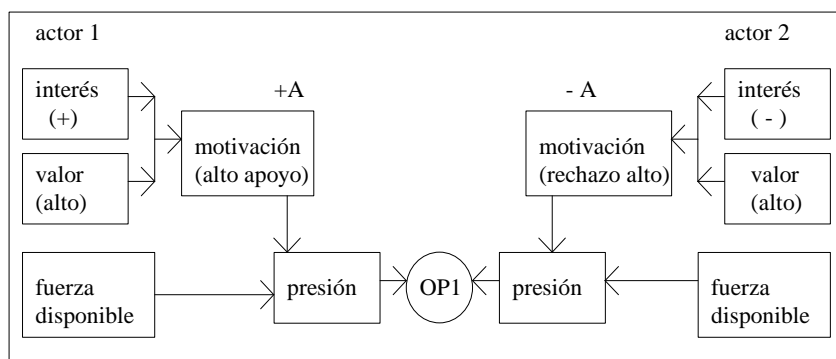 actor 1
actor 2
interés
(+)
+A
- A
interés
( - )
motivación
(alto apoyo)
motivación
(rechazo alto)
valor
(alto)
valor
(alto)
fuerza
disponible
presión
OP1
presión
fuerza
disponible